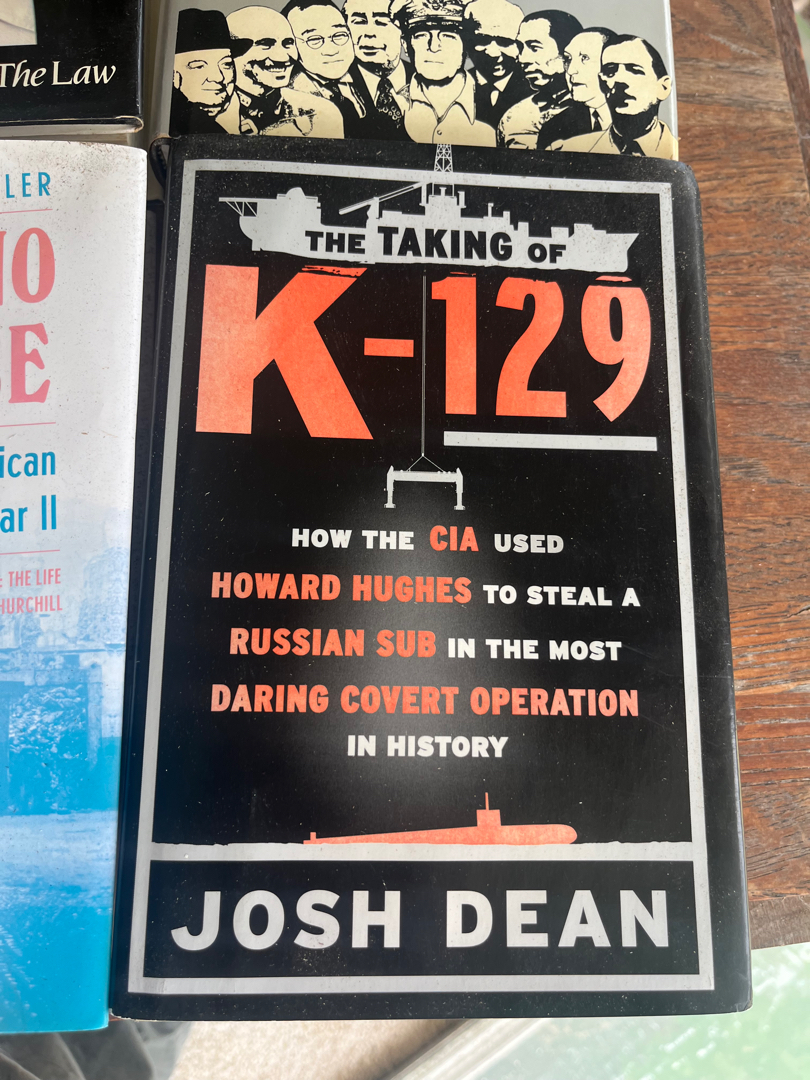 The Law
LER
NO
E
ican
ar II
: THE LIFE
HURCHILL
THE TAKING OF
K-129
HOW THE CIA USED
HOWARD HUGHES TO STEAL A
RUSSIAN SUB IN THE MOST
DARING COVERT OPERATION
IN HISTORY
JOSH DEAN